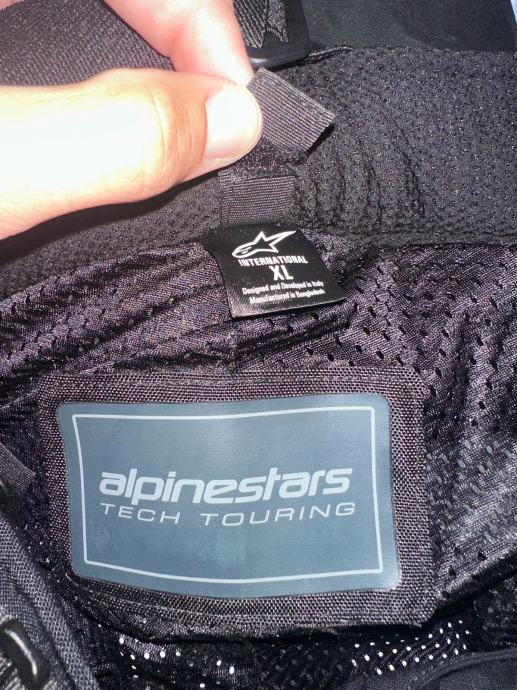 INTERNATIONAL
XL
Designed and Developed in Italy
Manufactured in Bangladesh
alpinestars
TECH TOURING